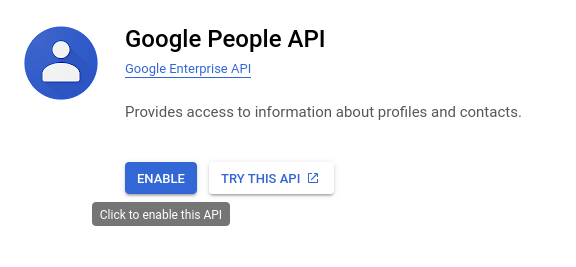 Google People API
Google Enterprise API
Provides access to information about profiles and contacts.
ENABLE
TRY THIS API
Click to enable this API